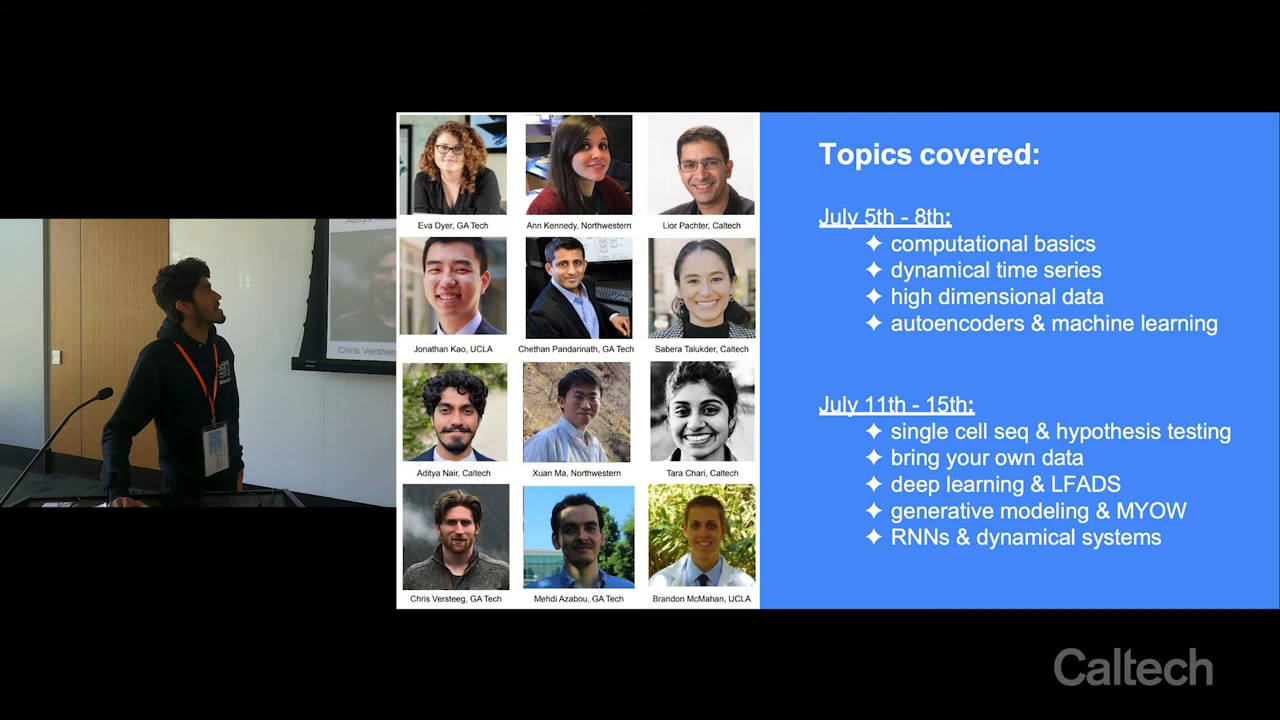 Aditya
Chris Versteeg
Eva Dyer, GA Tech
Ann Kennedy, Northwestern
Lior Pachter, Caltech
Jonathan Kao, UCLA
Chethan Pandarinath, GA Tech
Sabera Talukder, Caltech
Aditya Nair, Caltech
Xuan Ma, Northwestern
Tara Chari, Caltech
Chris Versteeg, GA Tech
Mehdi Azabou, GA Tech
Brandon McMahan, UCLA
Topics covered:
July 5th - 8th:
✦ computational basics
✦ dynamical time series
✦ high dimensional data
✦ autoencoders & machine learning
July 11th - 15th:
✦ single cell seq & hypothesis testing
✦ bring your own data
✦ deep learning & LFADS
✦ generative modeling & MYOW
✦ RNNs & dynamical systems
Caltech